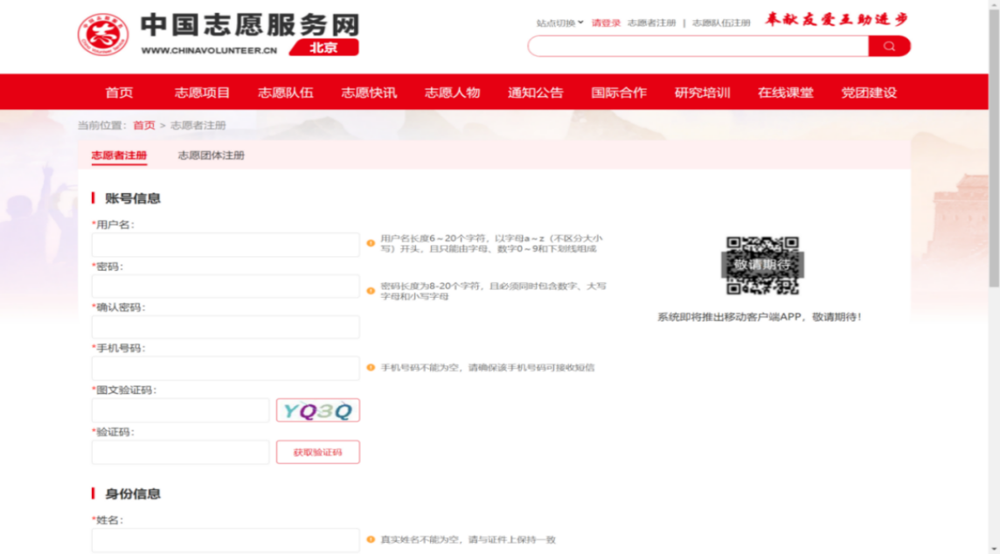 中国志愿服务网
WWW.CHINAVOLUNTEER.CN
北京
站点切换 请登录 志愿者注册 | 志愿队伍注册
奉献友爱互助进步
首页 志愿项目 志愿队伍 志愿快讯 志愿人物 通知公告 国际合作 研究培训 在线课堂 党团建设
当前位置：首页 > 志愿者注册
志愿者注册 志愿团体注册
账号信息
*用户名：
用户名长度6～20个字符，以字母a～z（不区分大小
写）开头，且只能由字母、数字0～9和下划线组成
*密码：
密码长度为8-20个字符，且必须同时包含数字、大写
字母和小写字母
*确认密码：
*手机号码：
手机号码不能为空，请确保该手机号码可接收短信
*图文验证码：
YQ3Q
*验证码：
获取验证码
敬请期待
系统即将推出移动客户端APP，敬请期待！
身份信息
*姓名：
真实姓名不能为空，请与证件上保持一致